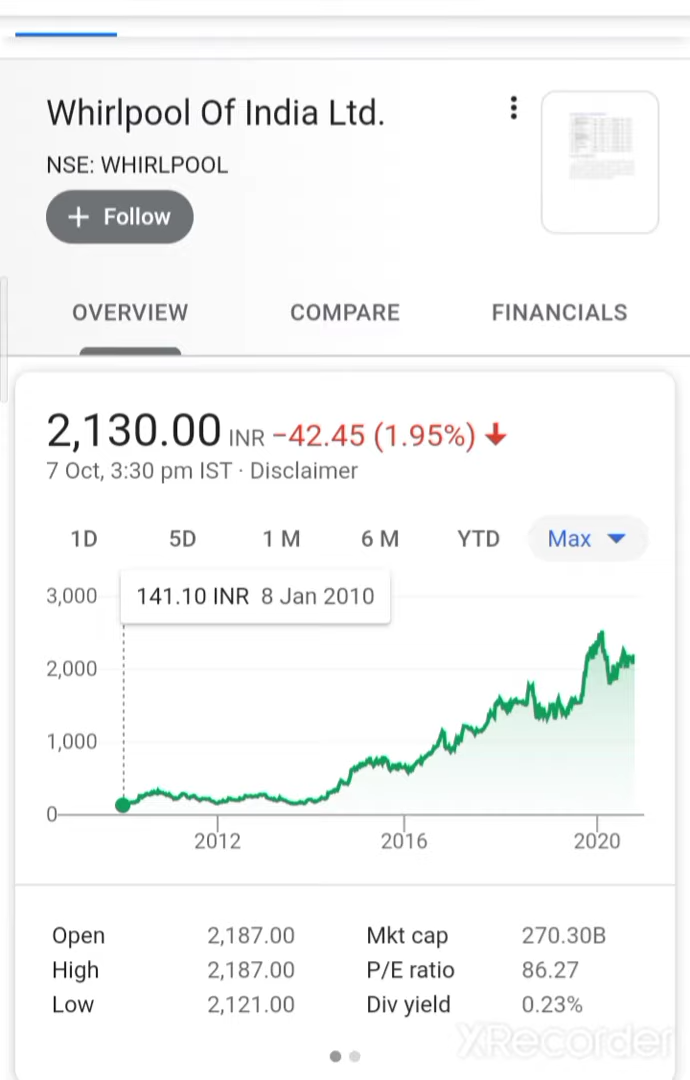 Whirlpool Of India Ltd.
NSE: WHIRLPOOL
+ Follow
OVERVIEW COMPARE FINANCIALS
2,130.00 INR −42.45 (1.95%)
7 Oct, 3:30 pm IST · Disclaimer
1D 5D 1 M 6 M YTD Max
141.10 INR 8 Jan 2010
3,000
2,000
1,000
0
2012 2016 2020
Open 2,187.00 Mkt cap 270.30B
High 2,187.00 P/E ratio 86.27
Low 2,121.00 Div yield 0.23%
XRecorder